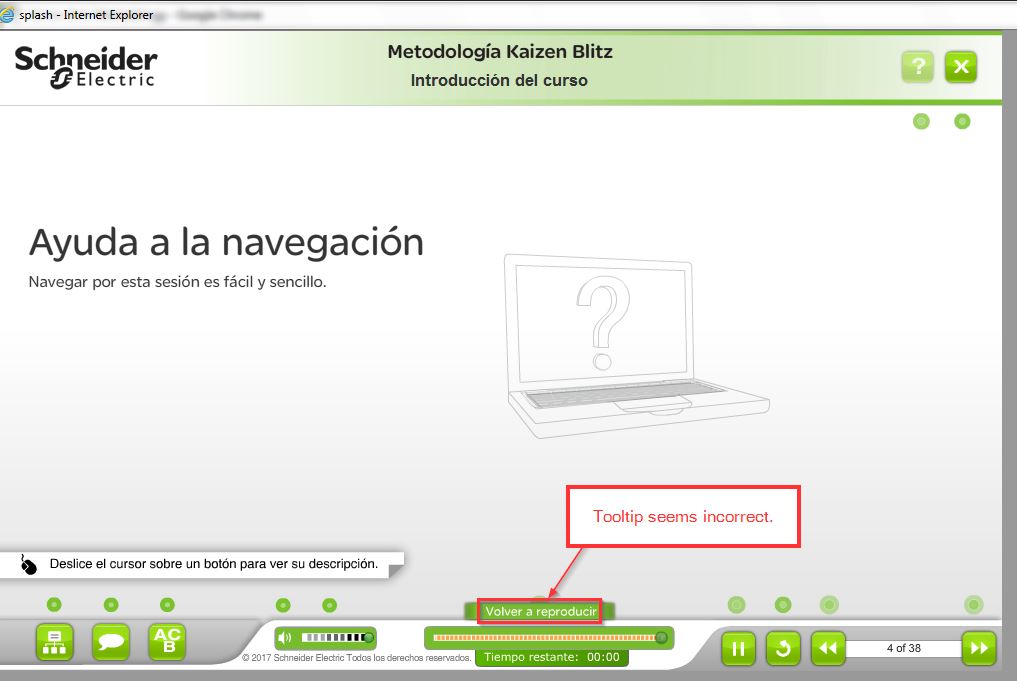 splash - Internet Explorer
Google Chrome
Schneider
Electric
Metodología Kaizen Blitz
Introducción del curso
?
X
Ayuda a la navegación
Navegar por esta sesión es fácil y sencillo.
?
Tooltip seems incorrect.
Deslice el cursor sobre un botón para ver su descripción.
Volver a reproducir
AC
B
© 2017 Schneider Electric Todos los derechos reservados.
Tiempo restante: 00:00
4 of 38